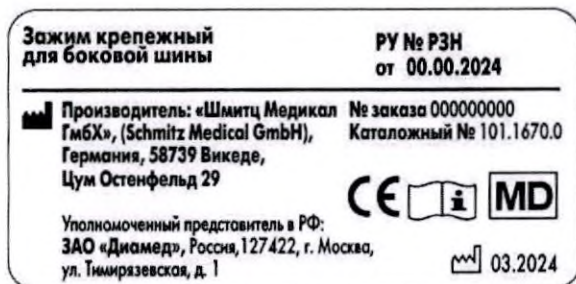 Зажим крепежный
для боковой шины
РУ № РЗН
от 00.00.2024
Производитель: «Шмитц Медикал
ГмбХ», (Schmitz Medical GmbH),
Германия, 58739 Викеде,
Цум Остенфельд 29
№ заказа 000000000
Каталожный № 101.1670.0
CE i MD
Уполномоченный представитель в РФ:
ЗАО «Диамед», Россия,127422, г. Москва,
ул. Тимирязевская, д. 1
03.2024